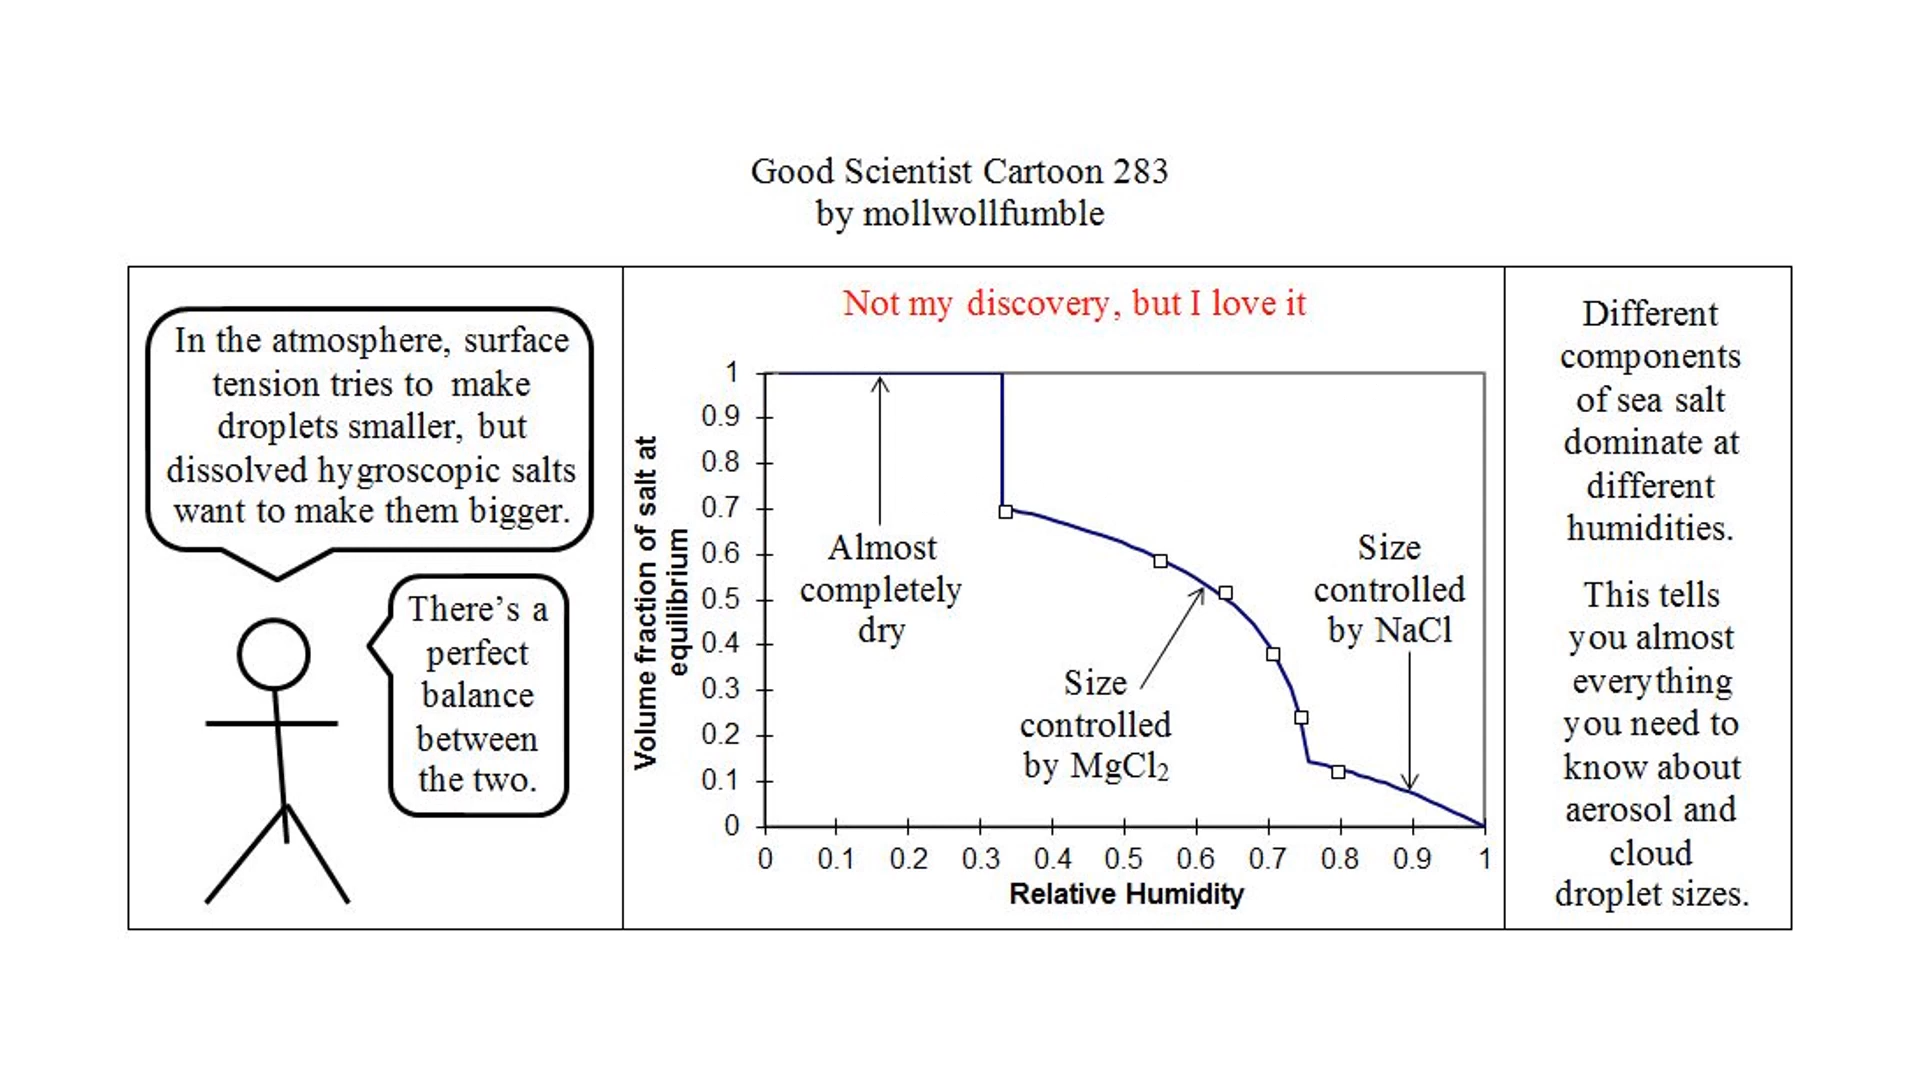 Good Scientist Cartoon 283
by mollwollfumble
In the atmosphere, surface
tension tries to make
droplets smaller, but
dissolved hygroscopic salts
want to make them bigger.
There's a
perfect
balance
between
the two.
Not my discovery, but I love it
Volume fraction of salt at
equilibrium
1
0.9
0.8
0.7
0.6
0.5
0.4
0.3
0.2
0.1
0
Almost
completely
dry
Size
controlled
by MgCl₂
Size
controlled
by NaCl
0 0.1 0.2 0.3 0.4 0.5 0.6 0.7 0.8 0.9 1
Relative Humidity
Different
components
of sea salt
dominate at
different
humidities.
This tells
you almost
everything
you need to
know about
aerosol and
cloud
droplet sizes.